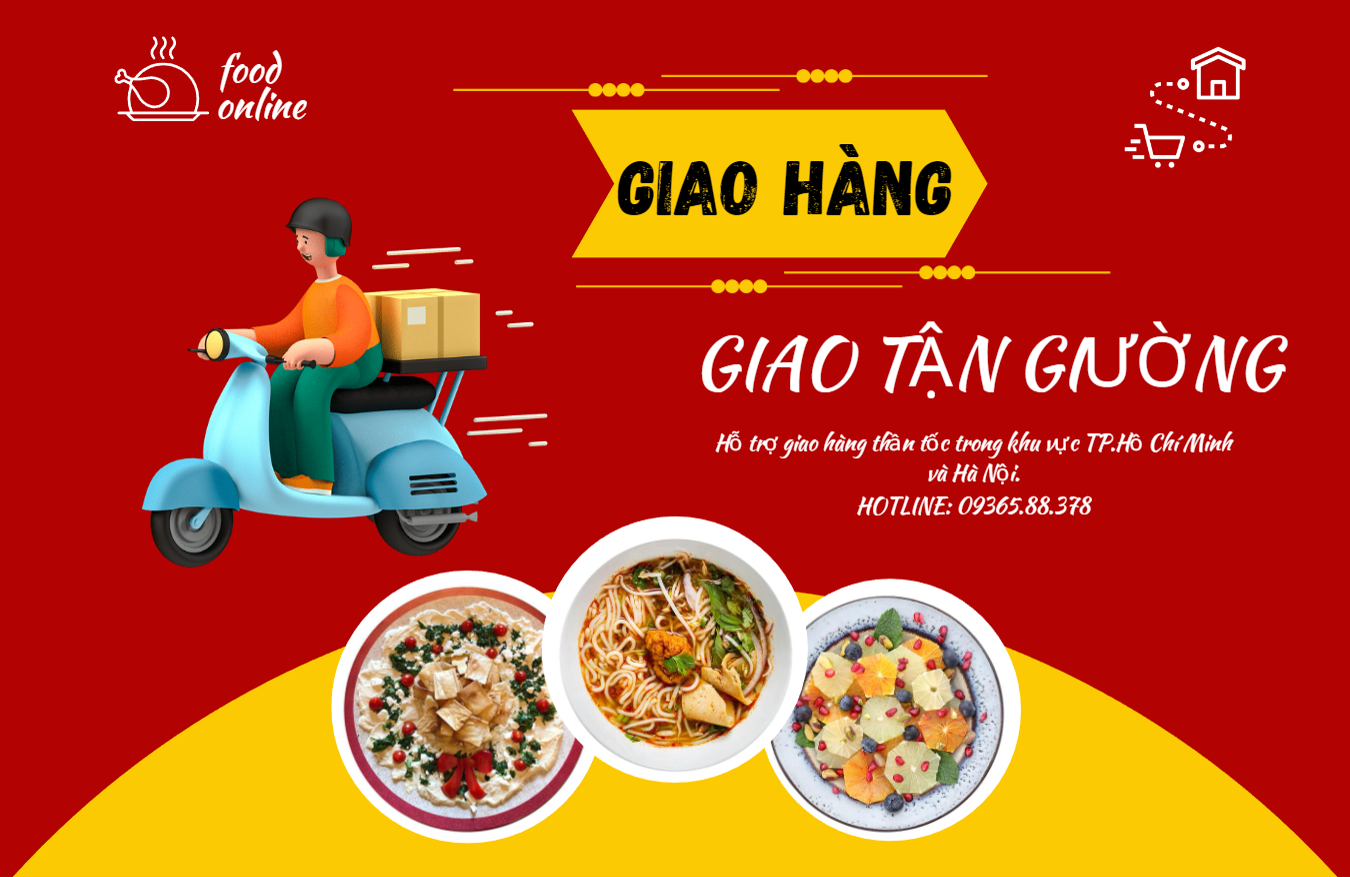 food
online
GIAO HÀNG
GIAO TẬN GIƯỜNG
Hỗ trợ giao hàng thần tốc trong khu vực TP.Hồ Chí Minh
và Hà Nội.
HOTLINE: 09365.88.378